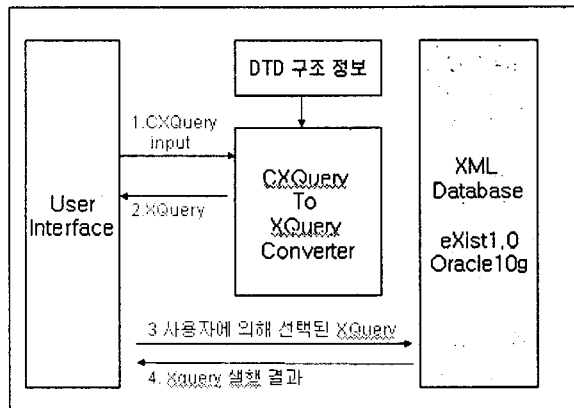 DTD 구조 정보
1.CXQuery
input
2.XQuery
User
Interface
CXQuery
To
XQuery
Converter
XML
Database
eXist1.0
Oracle10g
3 사용자에 의해 선택된 XQuery
4. Xquery 실행 결과